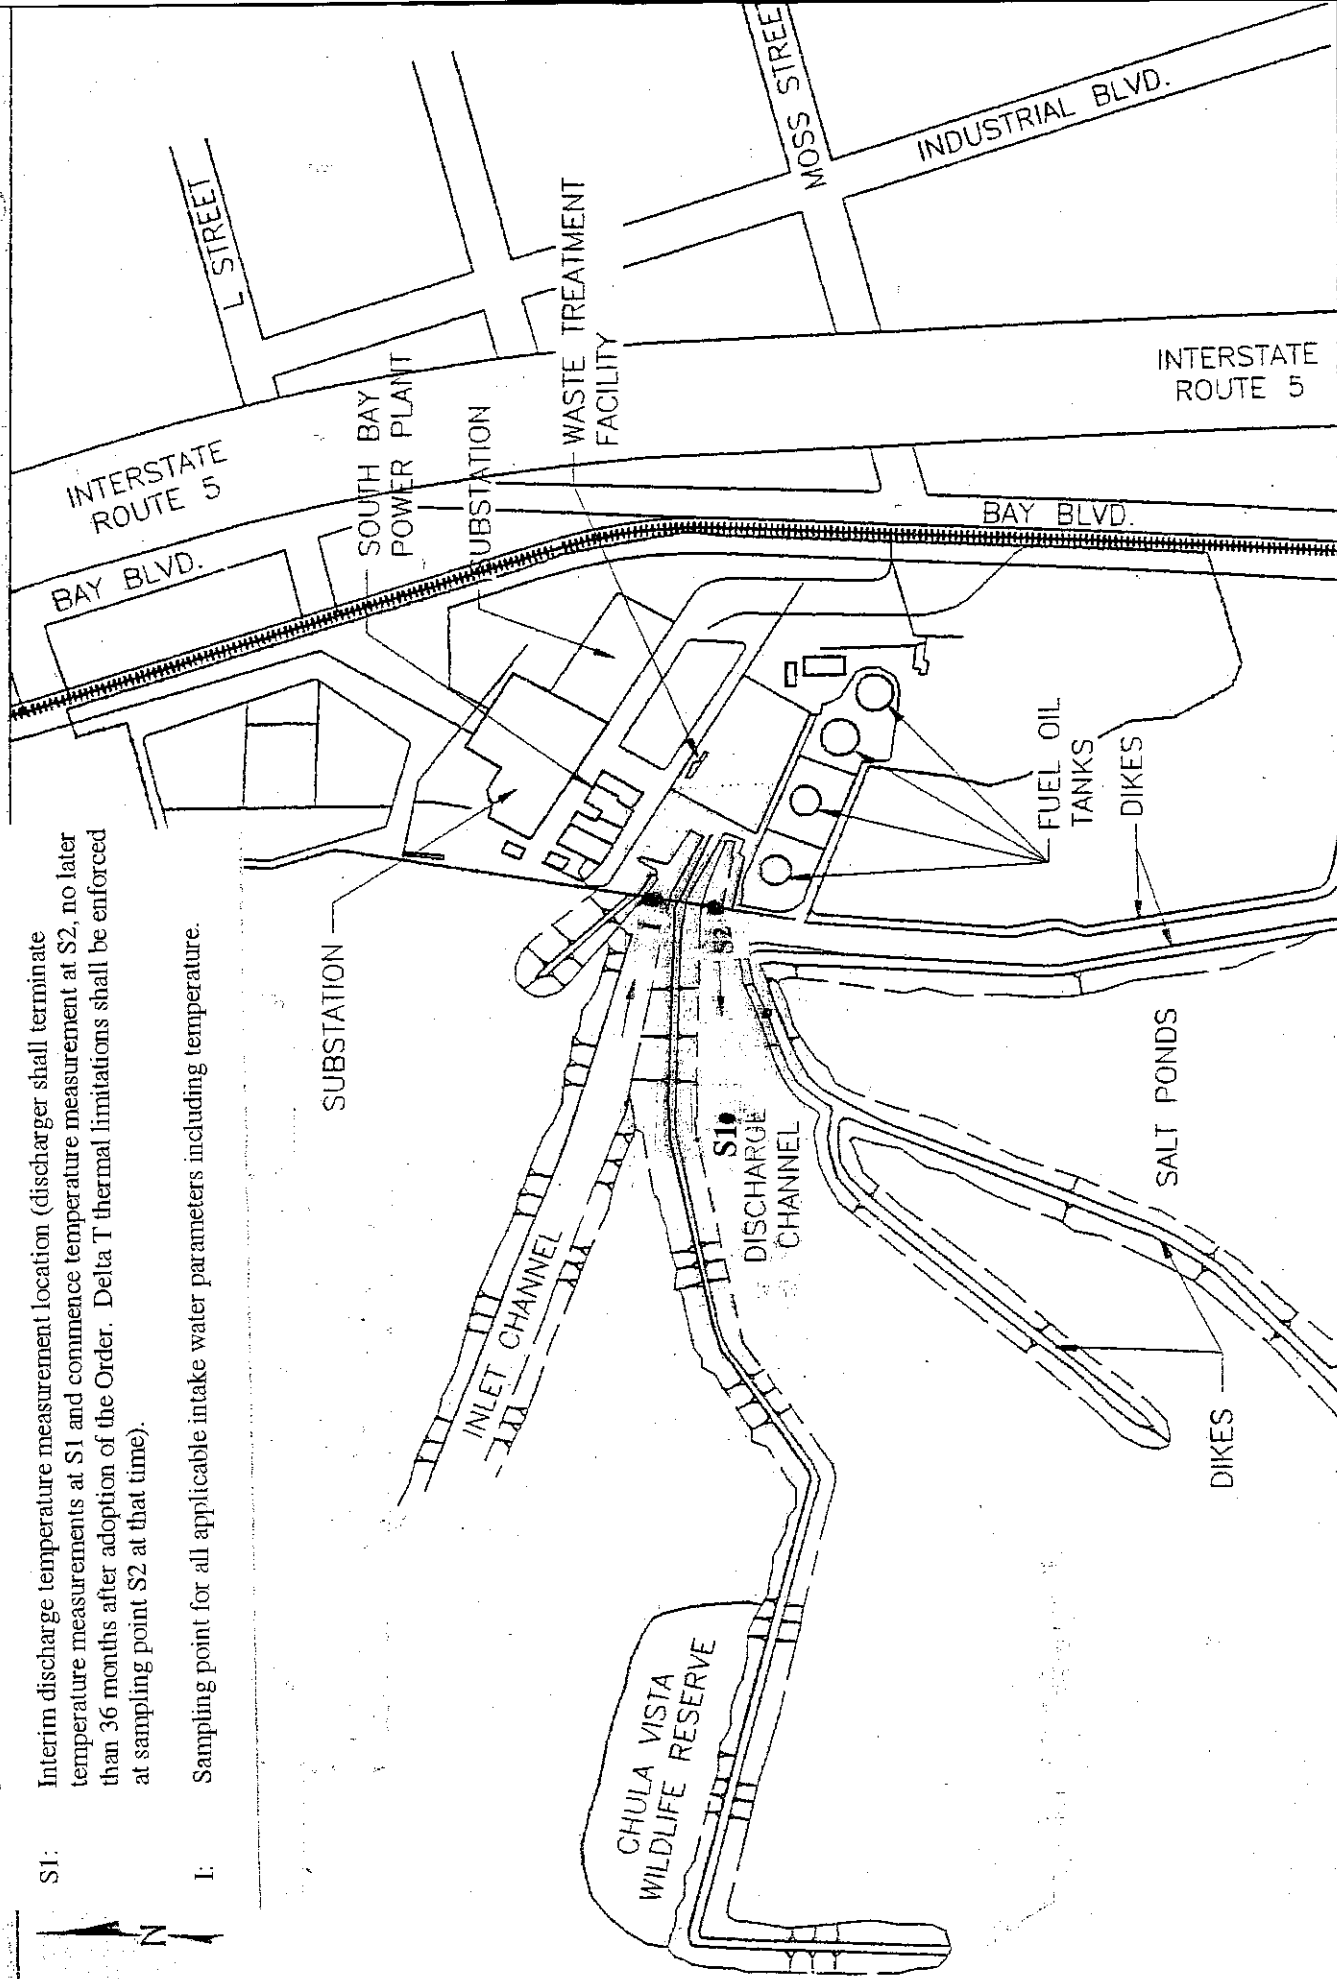 S1: Interim discharge temperature measurement location (discharger shall terminate
temperature measurements at S1 and commence temperature measurement at S2, no later
than 36 months after adoption of the Order. Delta T thermal limitations shall be enforced
at sampling point S2 at that time).
I: Sampling point for all applicable intake water parameters including temperature.
N
L STREET
MOSS STREE
INDUSTRIAL BLVD.
INTERSTATE
ROUTE 5
BAY BLVD.
SOUTH BAY
POWER PLANT
SUBSTATION
WASTE TREATMENT
FACILITY
INTERSTATE
ROUTE 5
BAY BLVD.
SUBSTATION
I
S2
S1
DISCHARGE
CHANNEL
INLET CHANNEL
FUEL OIL
TANKS
DIKES
SALT PONDS
DIKES
CHULA VISTA
WILDLIFE RESERVE